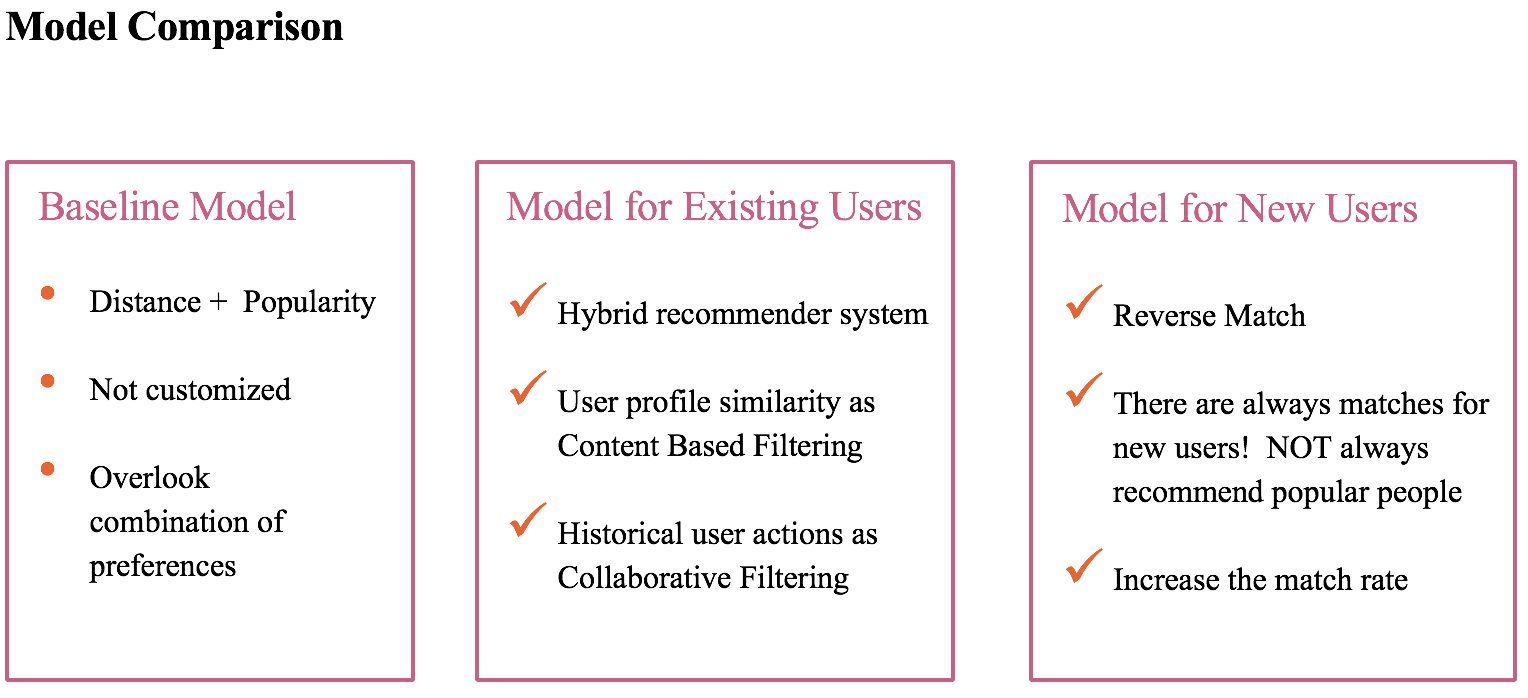 Model Comparison
Baseline Model
Distance +  Popularity
Not customized
Overlook
combination of
preferences
Model for Existing Users
Hybrid recommender system
User profile similarity as
Content Based Filtering
Historical user actions as
Collaborative Filtering
Model for New Users
Reverse Match
There are always matches for
new users!  NOT always
recommend popular people
Increase the match rate